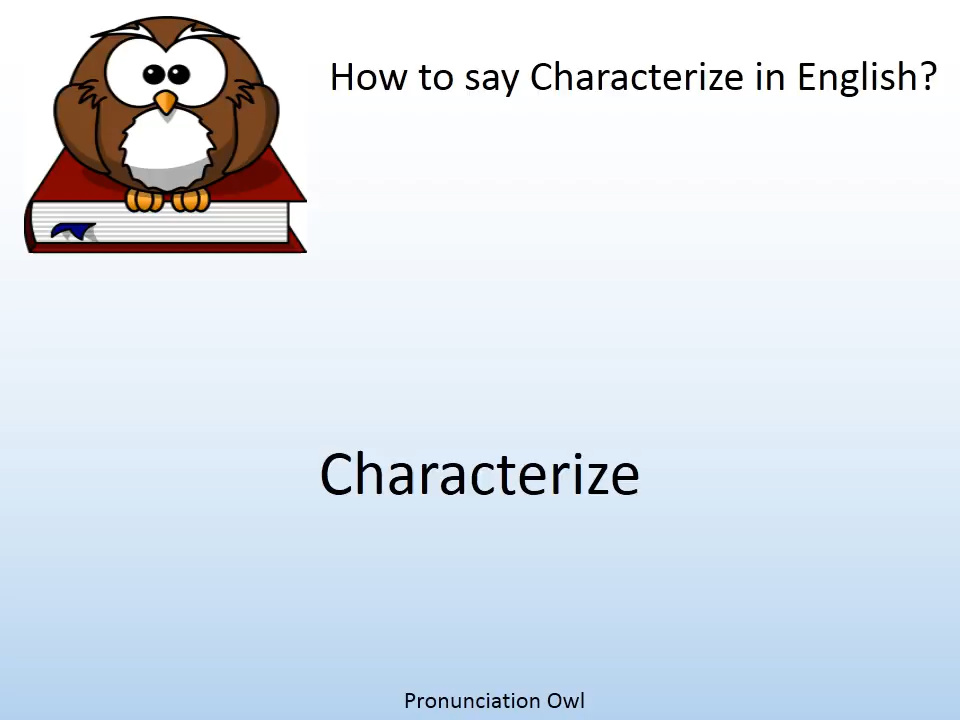 How to say Characterize in English?
Characterize
Pronunciation Owl